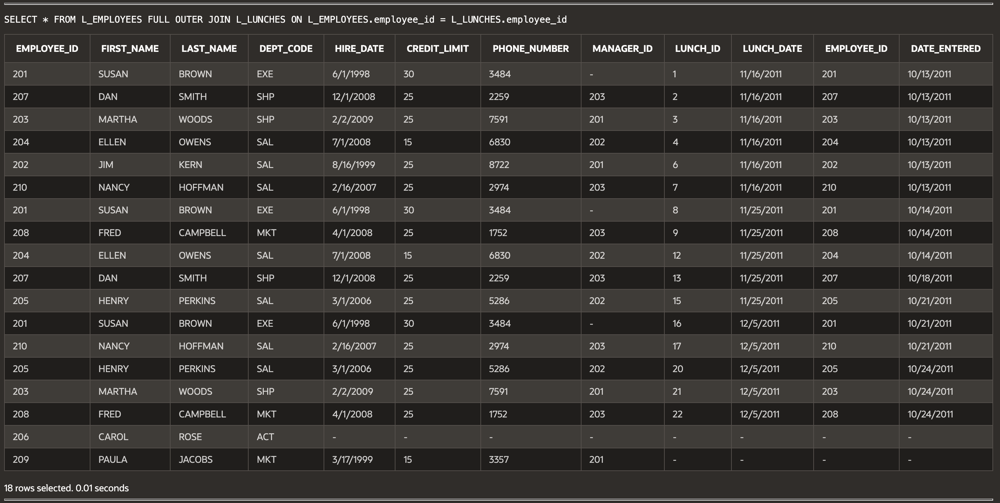 SELECT * FROM L_EMPLOYEES FULL OUTER JOIN L_LUNCHES ON L_EMPLOYEES.employee_id = L_LUNCHES.employee_id
EMPLOYEE_ID FIRST_NAME LAST_NAME DEPT_CODE HIRE_DATE CREDIT_LIMIT PHONE_NUMBER MANAGER_ID LUNCH_ID LUNCH_DATE EMPLOYEE_ID DATE_ENTERED
201 SUSAN BROWN EXE 6/1/1998 30 3484 - 1 11/16/2011 201 10/13/2011
207 DAN SMITH SHP 12/1/2008 25 2259 203 2 11/16/2011 207 10/13/2011
203 MARTHA WOODS SHP 2/2/2009 25 7591 201 3 11/16/2011 203 10/13/2011
204 ELLEN OWENS SAL 7/1/2008 15 6830 202 4 11/16/2011 204 10/13/2011
202 JIM KERN SAL 8/16/1999 25 8722 201 6 11/16/2011 202 10/13/2011
210 NANCY HOFFMAN SAL 2/16/2007 25 2974 203 7 11/16/2011 210 10/13/2011
201 SUSAN BROWN EXE 6/1/1998 30 3484 - 8 11/25/2011 201 10/14/2011
208 FRED CAMPBELL MKT 4/1/2008 25 1752 203 9 11/25/2011 208 10/14/2011
204 ELLEN OWENS SAL 7/1/2008 15 6830 202 12 11/25/2011 204 10/14/2011
207 DAN SMITH SHP 12/1/2008 25 2259 203 13 11/25/2011 207 10/18/2011
205 HENRY PERKINS SAL 3/1/2006 25 5286 202 15 11/25/2011 205 10/21/2011
201 SUSAN BROWN EXE 6/1/1998 30 3484 - 16 12/5/2011 201 10/21/2011
210 NANCY HOFFMAN SAL 2/16/2007 25 2974 203 17 12/5/2011 210 10/21/2011
205 HENRY PERKINS SAL 3/1/2006 25 5286 202 20 12/5/2011 205 10/24/2011
203 MARTHA WOODS SHP 2/2/2009 25 7591 201 21 12/5/2011 203 10/24/2011
208 FRED CAMPBELL MKT 4/1/2008 25 1752 203 22 12/5/2011 208 10/24/2011
206 CAROL ROSE ACT - - - - - - - -
209 PAULA JACOBS MKT 3/17/1999 15 3357 201 - - - -
18 rows selected. 0.01 seconds